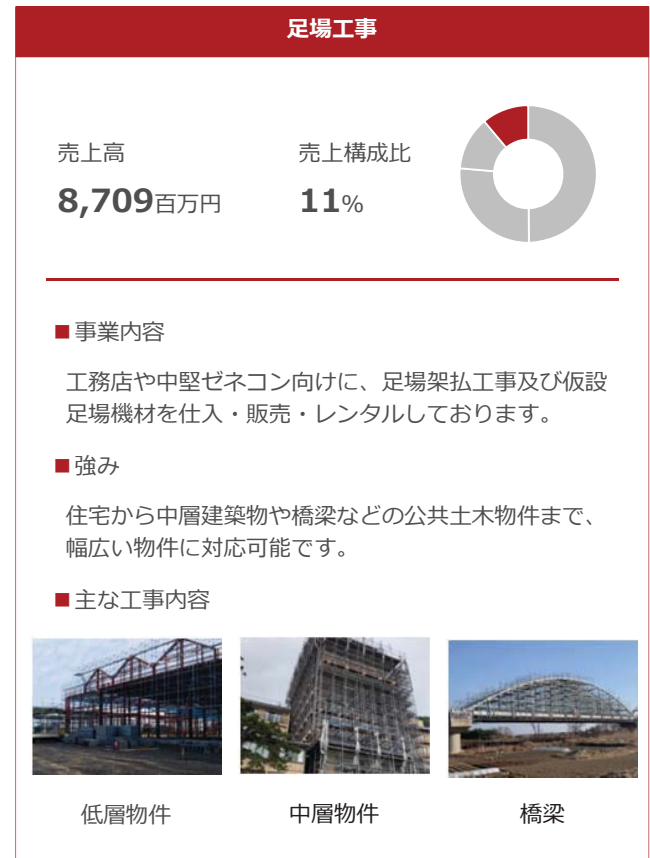 足場工事
売上高
売上構成比
8,709百万円
11%
■事業内容
工務店や中堅ゼネコン向けに、足場架払工事及び仮設
足場機材を仕入・販売・レンタルしております。
■強み
住宅から中層建築物や橋梁などの公共土木物件まで、
幅広い物件に対応可能です。
■主な工事内容
低層物件
中層物件
橋梁